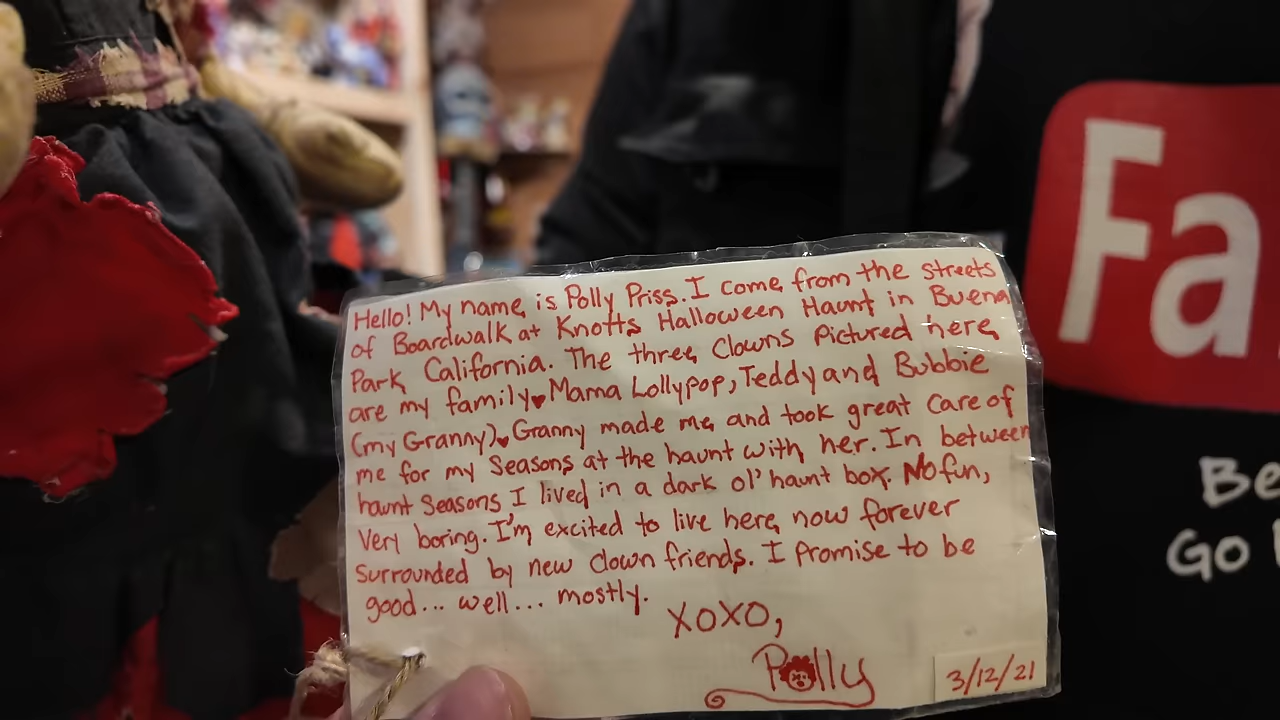 Hello! My name is Polly Priss. I come from the streets
of Boardwalk at Knotts Halloween Haunt in Buena
Park California. The three Clowns Pictured here
are my family♥Mama Lollypop, Teddy and Bubbie
(my Granny)♥Granny made me and took great care of
me for my Seasons at the haunt with her. In between
haunt Seasons I lived in a dark ol' haunt box. No fun,
Very boring. I'm excited to live here now forever
surrounded by new clown friends. I Promise to be
good... well... mostly.
XOXO,
Polly
3/12/21
Fa
Be
Go